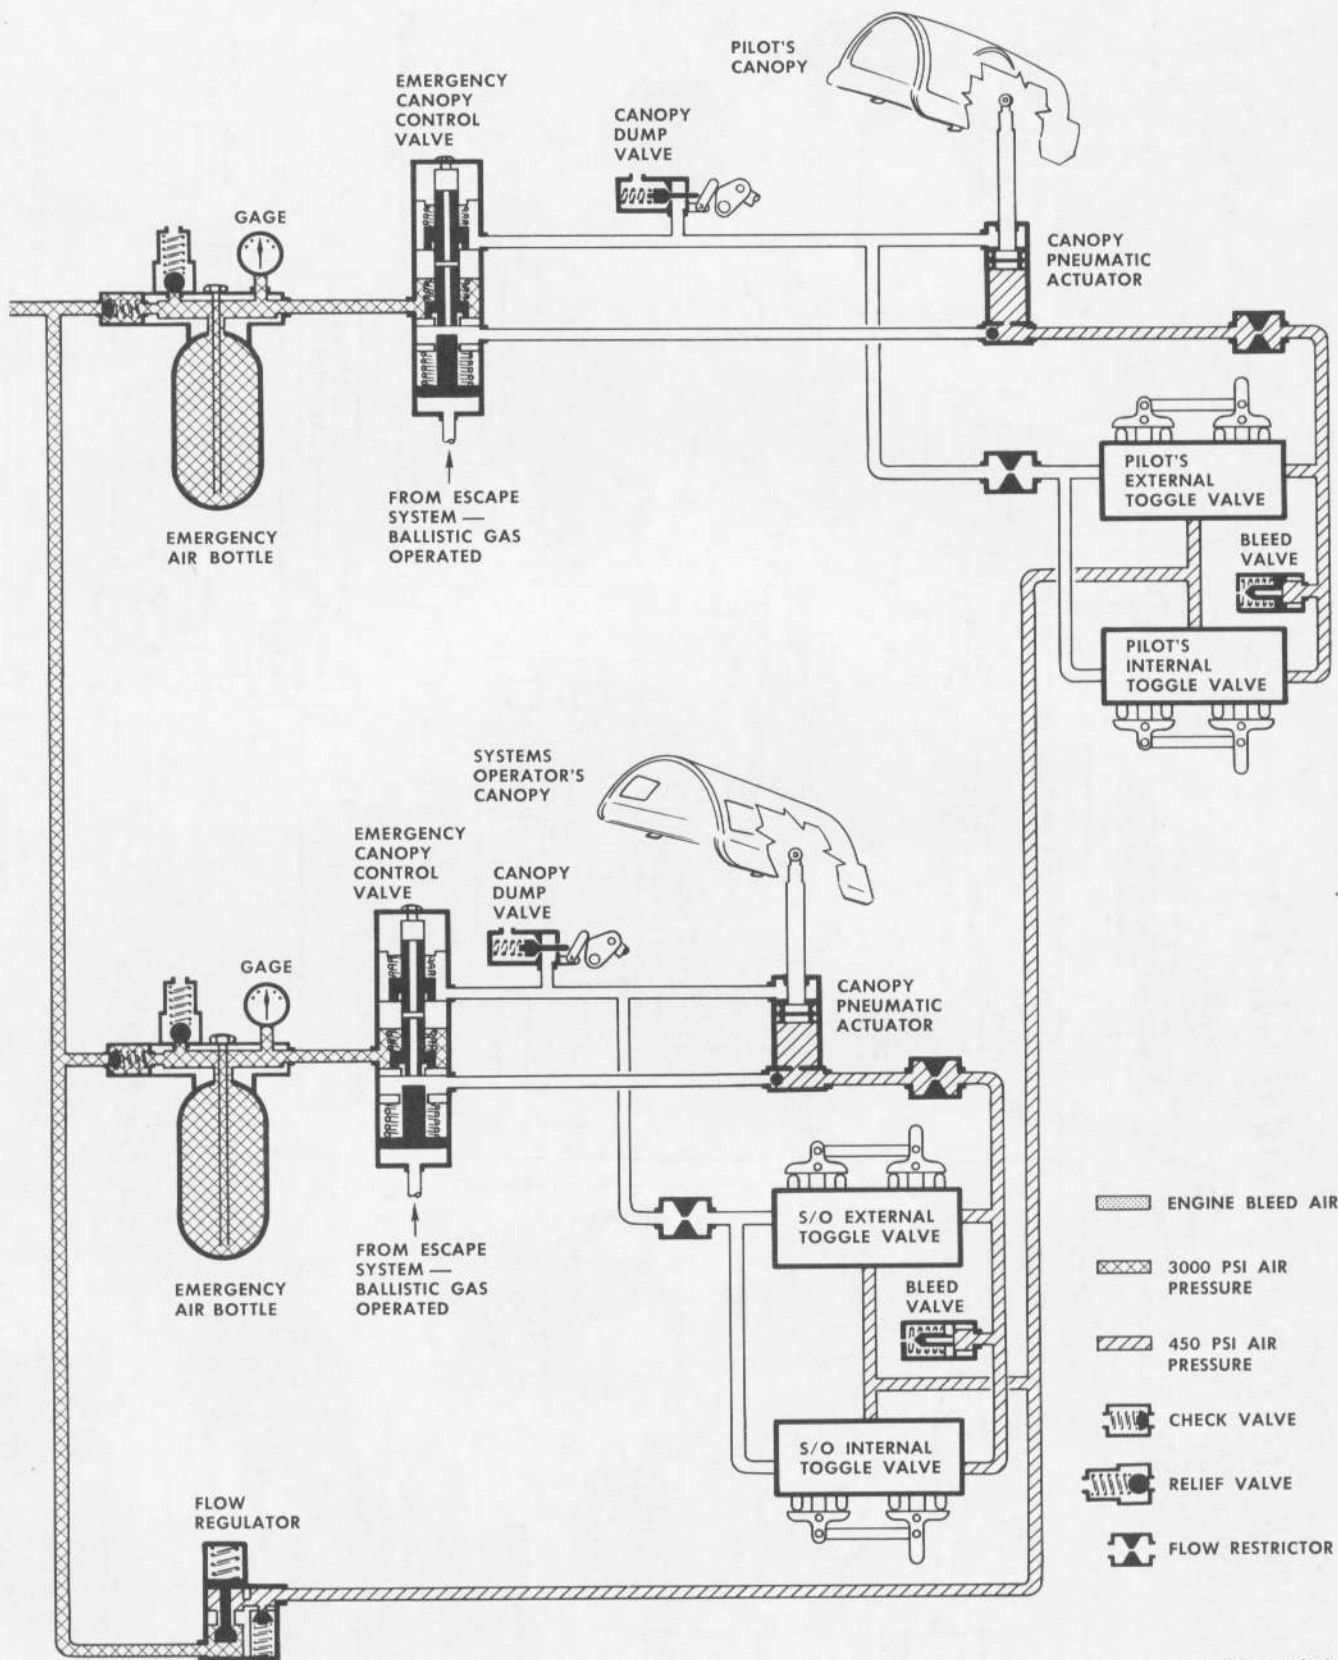 PILOT'S
CANOPY
EMERGENCY
CANOPY
CONTROL
VALVE
CANOPY
DUMP
VALVE
GAGE
CANOPY
PNEUMATIC
ACTUATOR
EMERGENCY
AIR BOTTLE
FROM ESCAPE
SYSTEM —
BALLISTIC GAS
OPERATED
PILOT'S
EXTERNAL
TOGGLE VALVE
BLEED
VALVE
PILOT'S
INTERNAL
TOGGLE VALVE
SYSTEMS
OPERATOR'S
CANOPY
EMERGENCY
CANOPY
CONTROL
VALVE
CANOPY
DUMP
VALVE
GAGE
CANOPY
PNEUMATIC
ACTUATOR
EMERGENCY
AIR BOTTLE
FROM ESCAPE
SYSTEM —
BALLISTIC GAS
OPERATED
S/O EXTERNAL
TOGGLE VALVE
BLEED
VALVE
S/O INTERNAL
TOGGLE VALVE
FLOW
REGULATOR
ENGINE BLEED AIR
3000 PSI AIR
PRESSURE
450 PSI AIR
PRESSURE
CHECK VALVE
RELIEF VALVE
FLOW RESTRICTOR